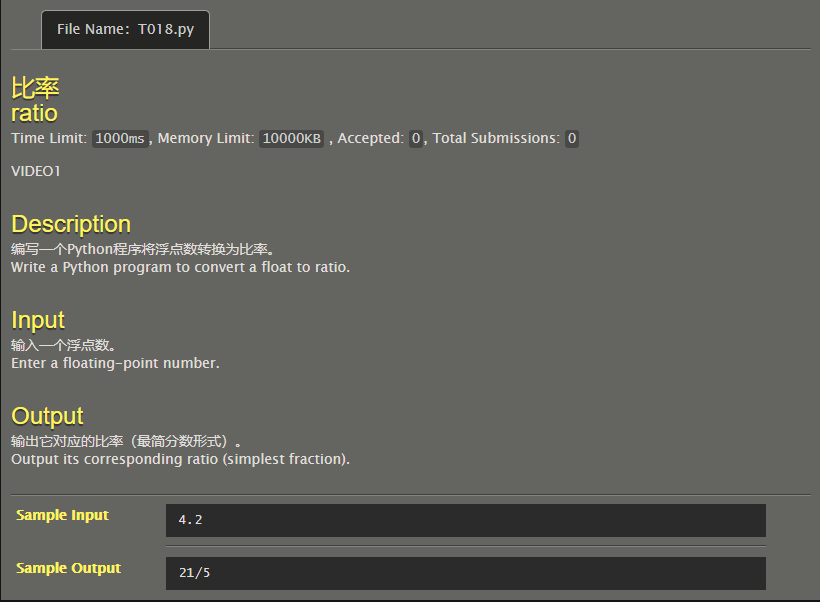 File Name：T018.py
比率
ratio
Time Limit: 1000ms, Memory Limit: 10000KB , Accepted: 0, Total Submissions: 0
VIDEO1
Description
编写一个Python程序将浮点数转换为比率。
Write a Python program to convert a float to ratio.
Input
输入一个浮点数。
Enter a floating-point number.
Output
输出它对应的比率（最简分数形式）。
Output its corresponding ratio (simplest fraction).
Sample Input
4.2
Sample Output
21/5